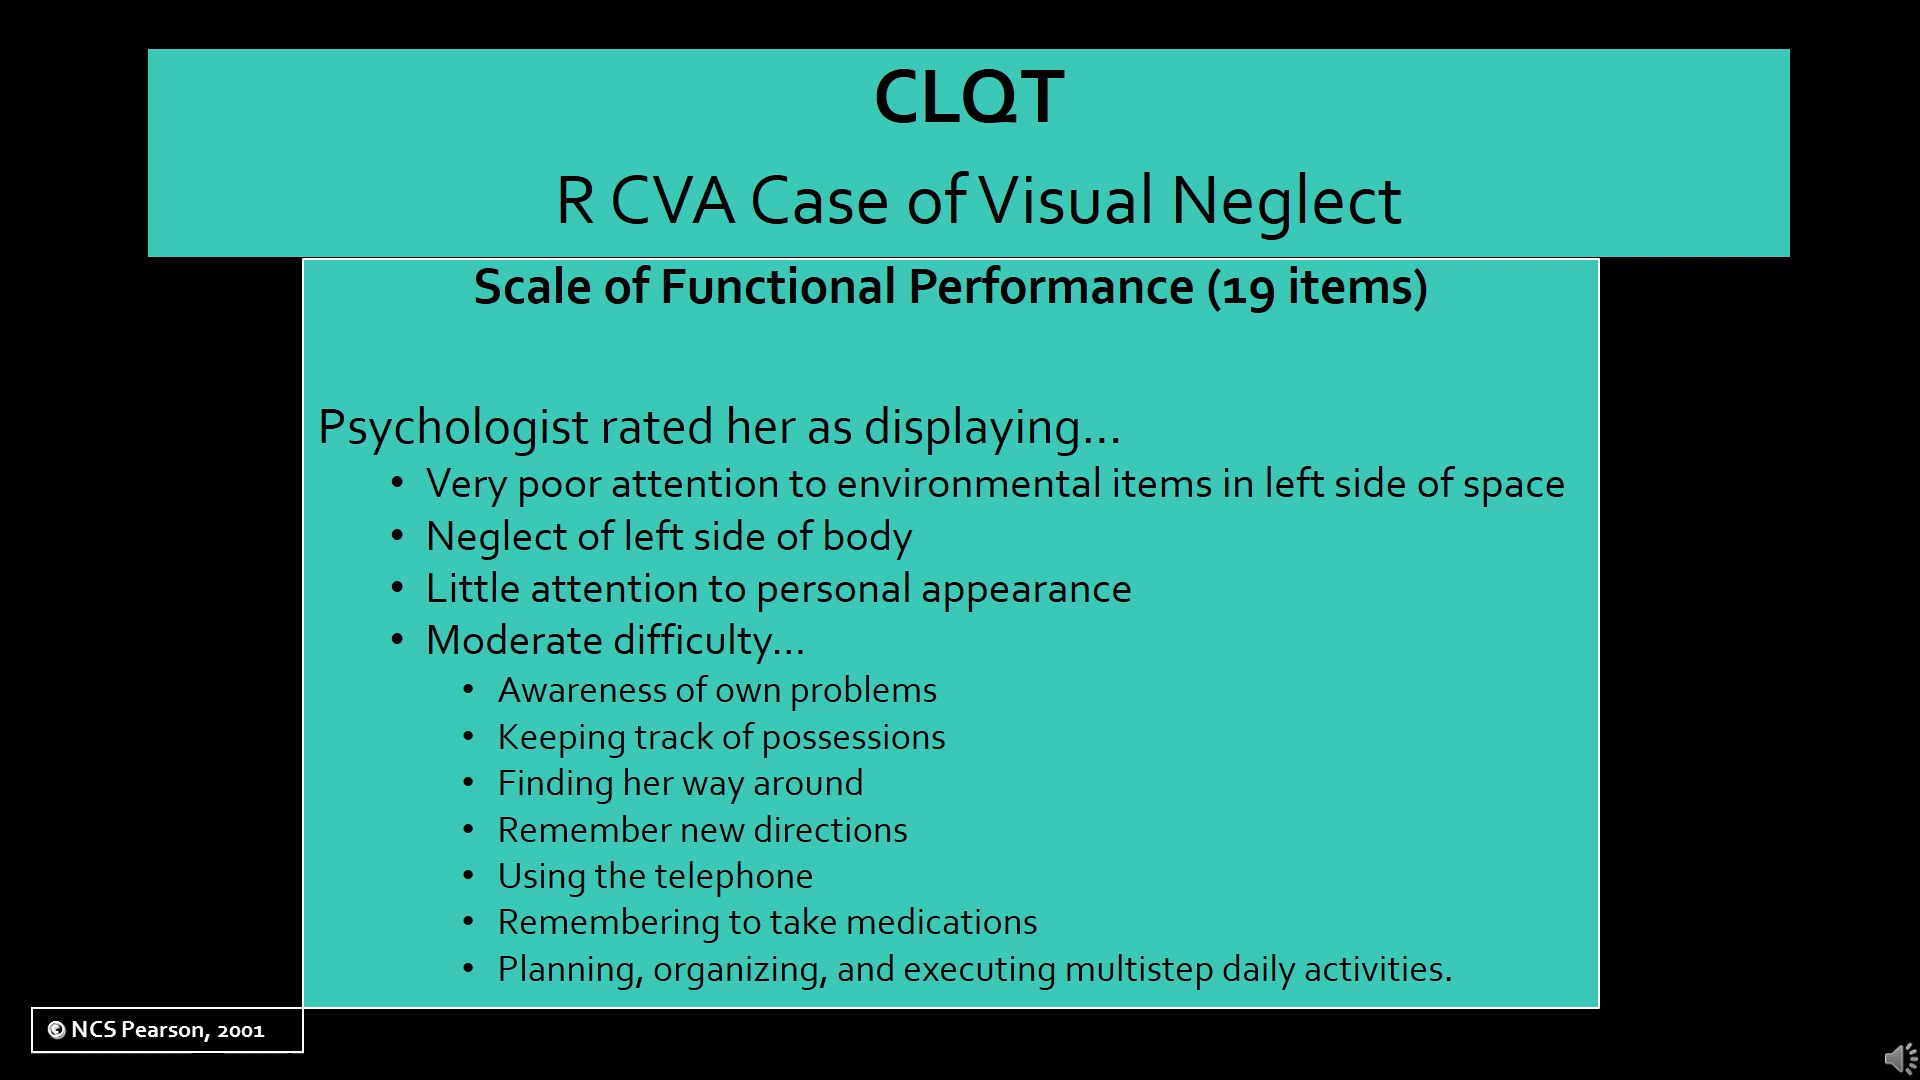 CLQT
R CVA Case of Visual Neglect
Scale of Functional Performance (19 items)
Psychologist rated her as displaying...
• Very poor attention to environmental items in left side of space
• Neglect of left side of body
• Little attention to personal appearance
• Moderate difficulty...
• Awareness of own problems
• Keeping track of possessions
• Finding her way around
• Remember new directions
• Using the telephone
• Remembering to take medications
• Planning, organizing, and executing multistep daily activities.
© NCS Pearson, 2001